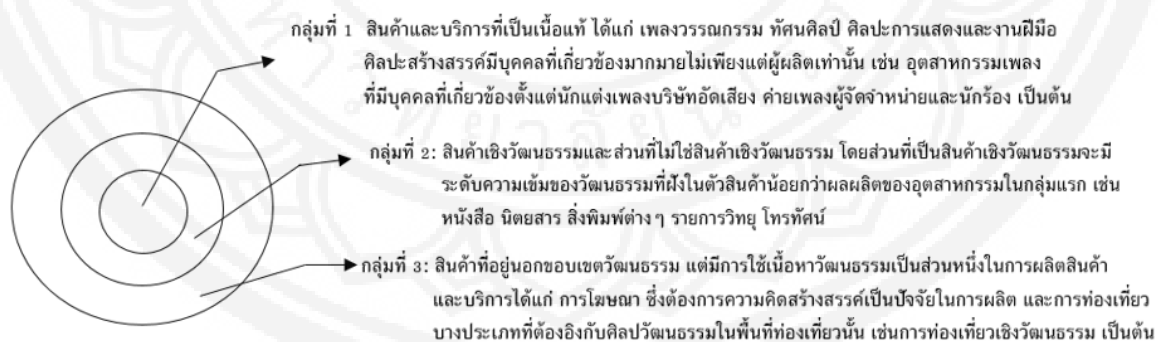 กลุ่มที่ 1 สินค้าและบริการที่เป็นเนื้อแท้ ได้แก่ เพลงวรรณกรรม ทัศนศิลป์ ศิลปะการแสดงและงานฝีมือ
ศิลปะสร้างสรรค์มีบุคคลที่เกี่ยวข้องมากมายไม่เพียงแต่ผู้ผลิตเท่านั้น เช่น อุตสาหกรรมเพลง
ที่มีบุคคลที่เกี่ยวข้องตั้งแต่นักแต่งเพลงบริษัทอัดเสียง ค่ายเพลงผู้จัดจำหน่ายและนักร้อง เป็นต้น
กลุ่มที่ 2: สินค้าเชิงวัฒนธรรมและส่วนที่ไม่ใช่สินค้าเชิงวัฒนธรรม โดยส่วนที่เป็นสินค้าเชิงวัฒนธรรมจะมี
ระดับความเข้มของวัฒนธรรมที่ฝังในตัวสินค้าน้อยกว่าผลผลิตของอุตสาหกรรมในกลุ่มแรก เช่น
หนังสือ นิตยสาร สิ่งพิมพ์ต่าง ๆ รายการวิทยุ โทรทัศน์
กลุ่มที่ 3: สินค้าที่อยู่นอกขอบเขตวัฒนธรรม แต่มีการใช้เนื้อหาวัฒนธรรมเป็นส่วนหนึ่งในการผลิตสินค้า
และบริการได้แก่ การโฆษณา ซึ่งต้องการความคิดสร้างสรรค์เป็นปัจจัยในการผลิต และการท่องเที่ยว
บางประเภทที่ต้องอิงกับศิลปวัฒนธรรมในพื้นที่ท่องเที่ยวนั้น เช่นการท่องเที่ยวเชิงวัฒนธรรม เป็นต้น